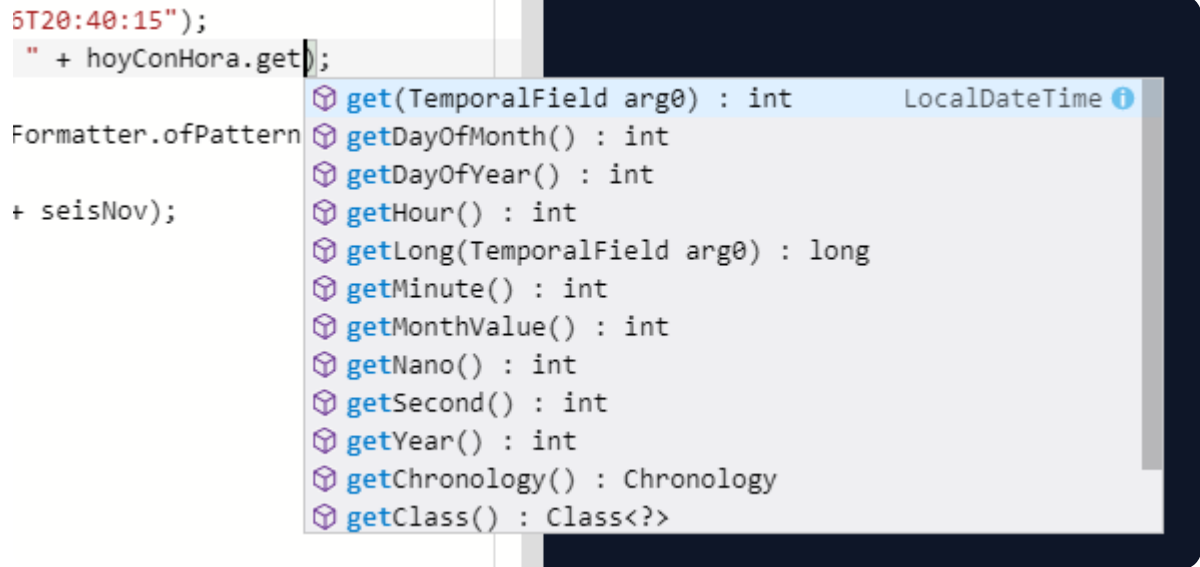 6T20:40:15");
" + hoyConHora.get);
get(TemporalField arg0) : int LocalDateTime
Formatter.ofPattern
getDayOfMonth() : int
getDayOfYear() : int
+ seisNov);
getHour() : int
getLong(TemporalField arg0) : long
getMinute() : int
getMonthValue() : int
getNano() : int
getSecond() : int
getYear() : int
getChronology() : Chronology
getClass() : Class<?>